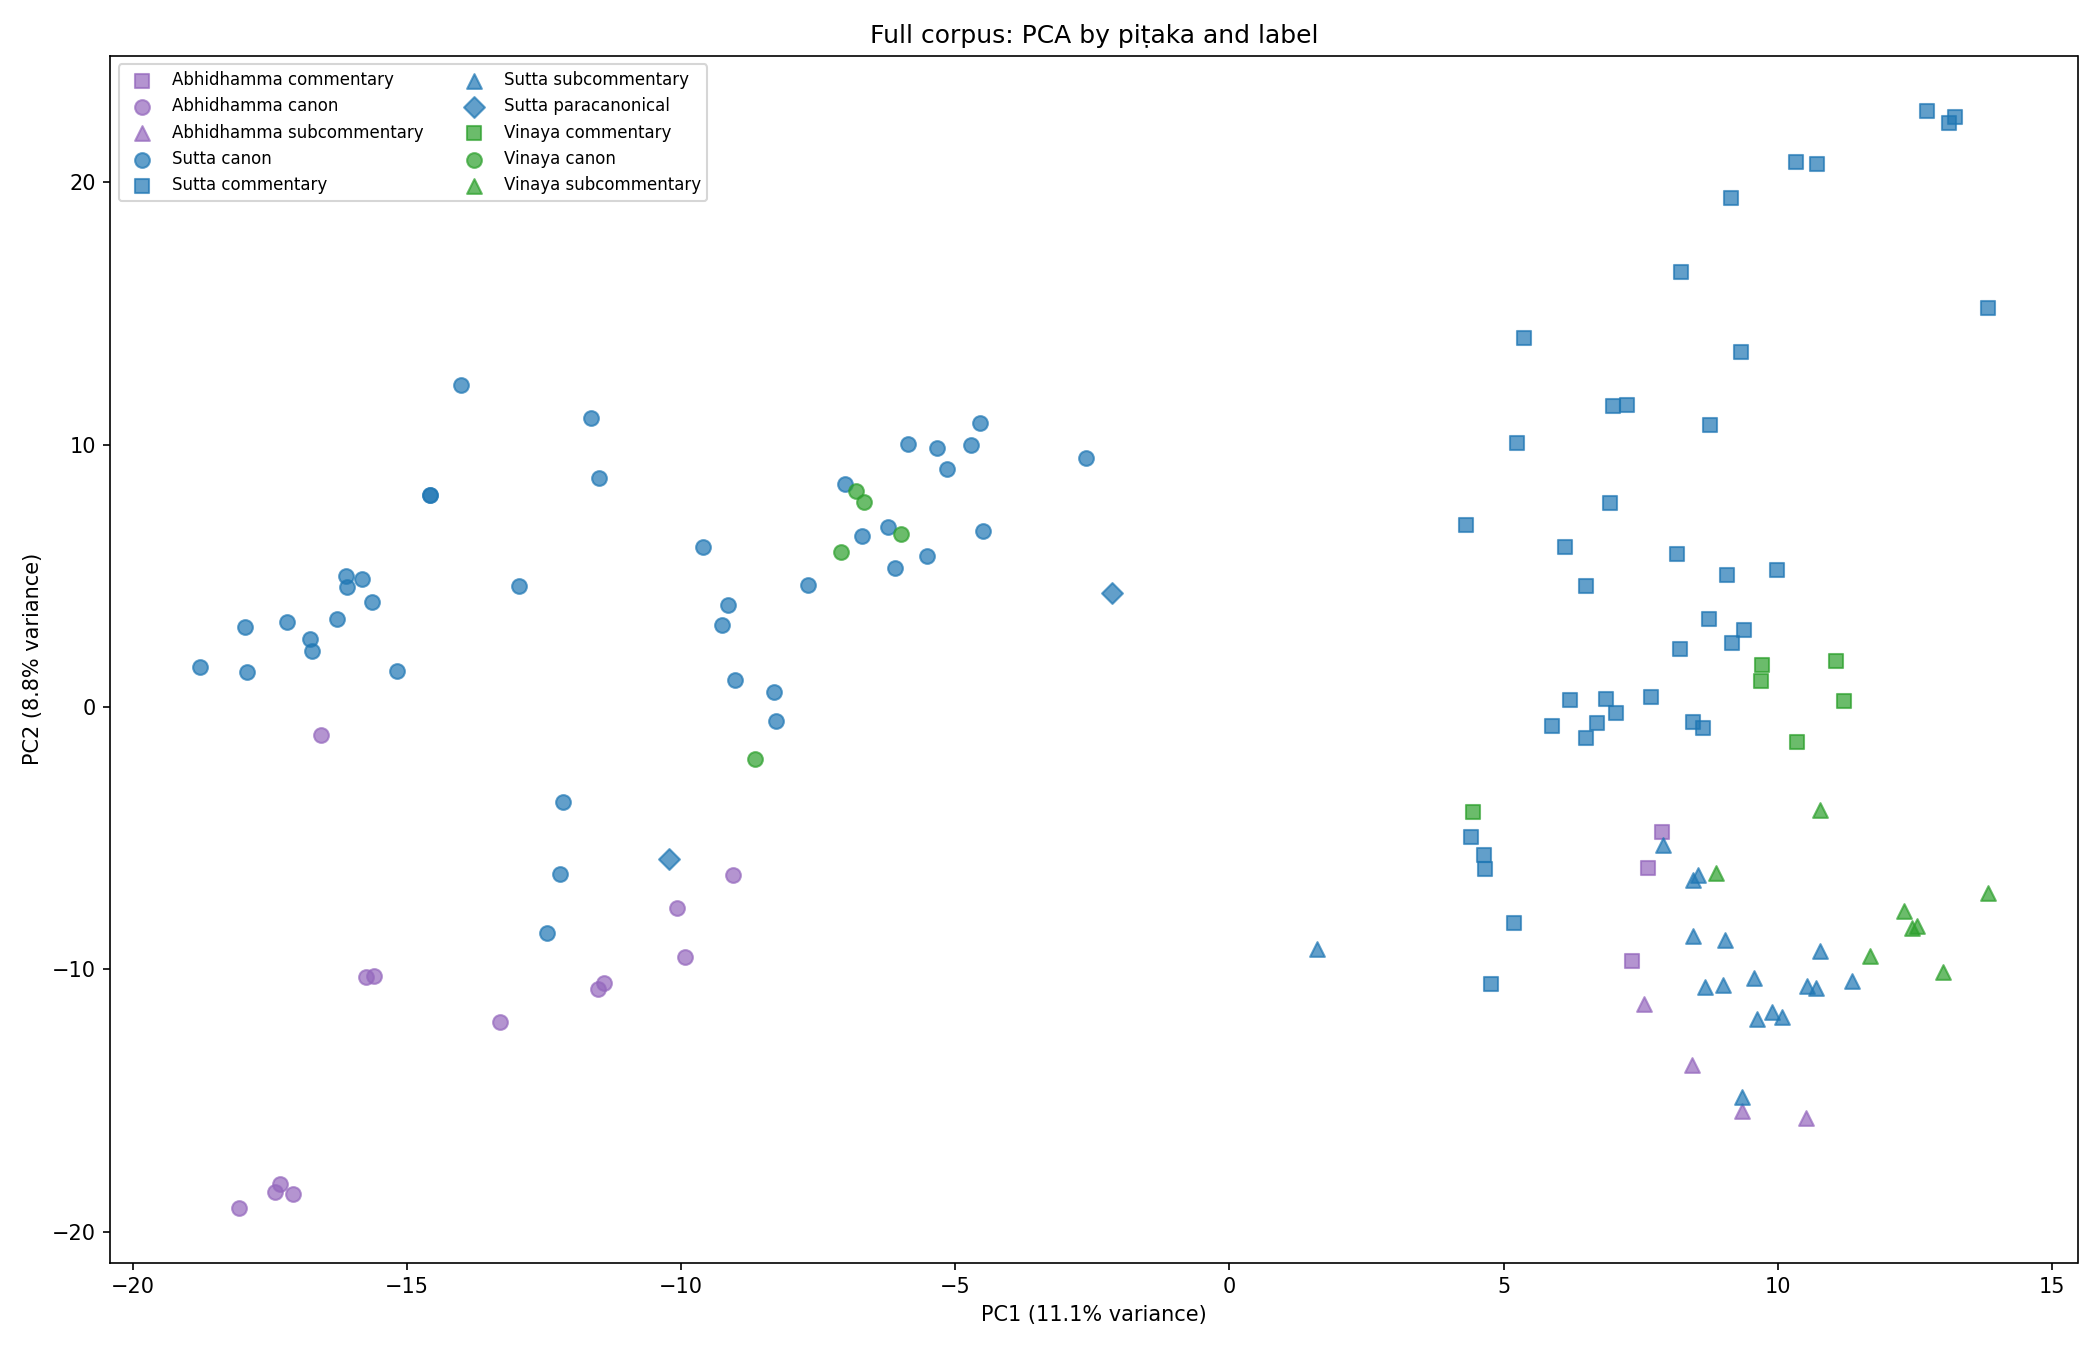 Full corpus: PCA by piṭaka and label
Abhidhamma commentary
Abhidhamma canon
Abhidhamma subcommentary
Sutta canon
Sutta commentary
Sutta subcommentary
Sutta paracanonical
Vinaya commentary
Vinaya canon
Vinaya subcommentary
PC2 (8.8% variance)
20
10
0
−10
−20
−20 −15 −10 −5 0 5 10 15
PC1 (11.1% variance)